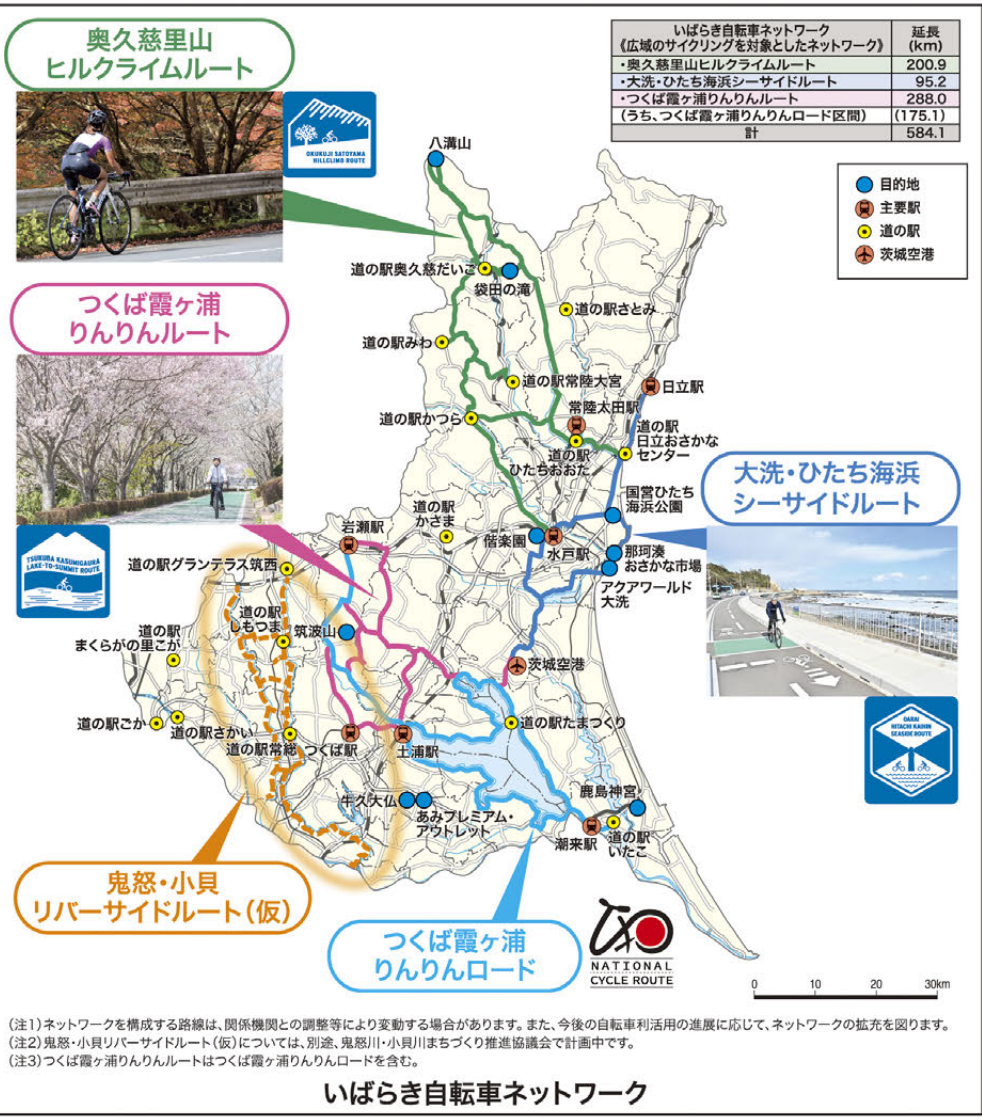 奥久慈里山
ヒルクライムルート
OKUKUJI SATOYAMA
HILLCLIMB ROUTE
いばらき自転車ネットワーク
《広域のサイクリングを対象としたネットワーク》 延長
(km)
・奥久慈里山ヒルクライムルート 200.9
・大洗・ひたち海浜シーサイドルート 95.2
・つくば霞ヶ浦りんりんルート 288.0
(うち、つくば霞ヶ浦りんりんロード区間) (175.1)
計 584.1
目的地
主要駅
道の駅
茨城空港
八溝山
道の駅奥久慈だいご
袋田の滝
道の駅さとみ
つくば霞ヶ浦
りんりんルート
道の駅みわ
道の駅常陸大宮
日立駅
道の駅かつら
常陸太田駅
道の駅
ひたちおおた
道の駅
日立おさかな
センター
大洗・ひたち海浜
シーサイドルート
国営ひたち
海浜公園
道の駅
かさま
偕楽園
水戸駅
那珂湊
おさかな市場
アクアワールド
大洗
岩瀬駅
TSUKUBA KASUMIGAURA
LAKE-TO-SUMMIT ROUTE
道の駅グランテラス筑西
道の駅
しもつま
筑波山
道の駅
まくらがの里こが
茨城空港
道の駅ごか
道の駅さかい
道の駅常総
つくば駅
土浦駅
道の駅たまつくり
OARAI
HITACHI KAIHIN
SEASIDE ROUTE
牛久大仏
あみプレミアム・
アウトレット
鹿島神宮
潮来駅
道の駅
いたこ
鬼怒・小貝
リバーサイドルート(仮)
つくば霞ヶ浦
りんりんロード
NATIONAL
CYCLE ROUTE
0 10 20 30km
(注1)ネットワークを構成する路線は、関係機関との調整等により変動する場合があります。また、今後の自転車利活用の進展に応じて、ネットワークの拡充を図ります。
(注2)鬼怒・小貝リバーサイドルート(仮)については、別途、鬼怒川・小貝川まちづくり推進協議会で計画中です。
(注3)つくば霞ヶ浦りんりんルートはつくば霞ヶ浦りんりんロードを含む。
いばらき自転車ネットワーク